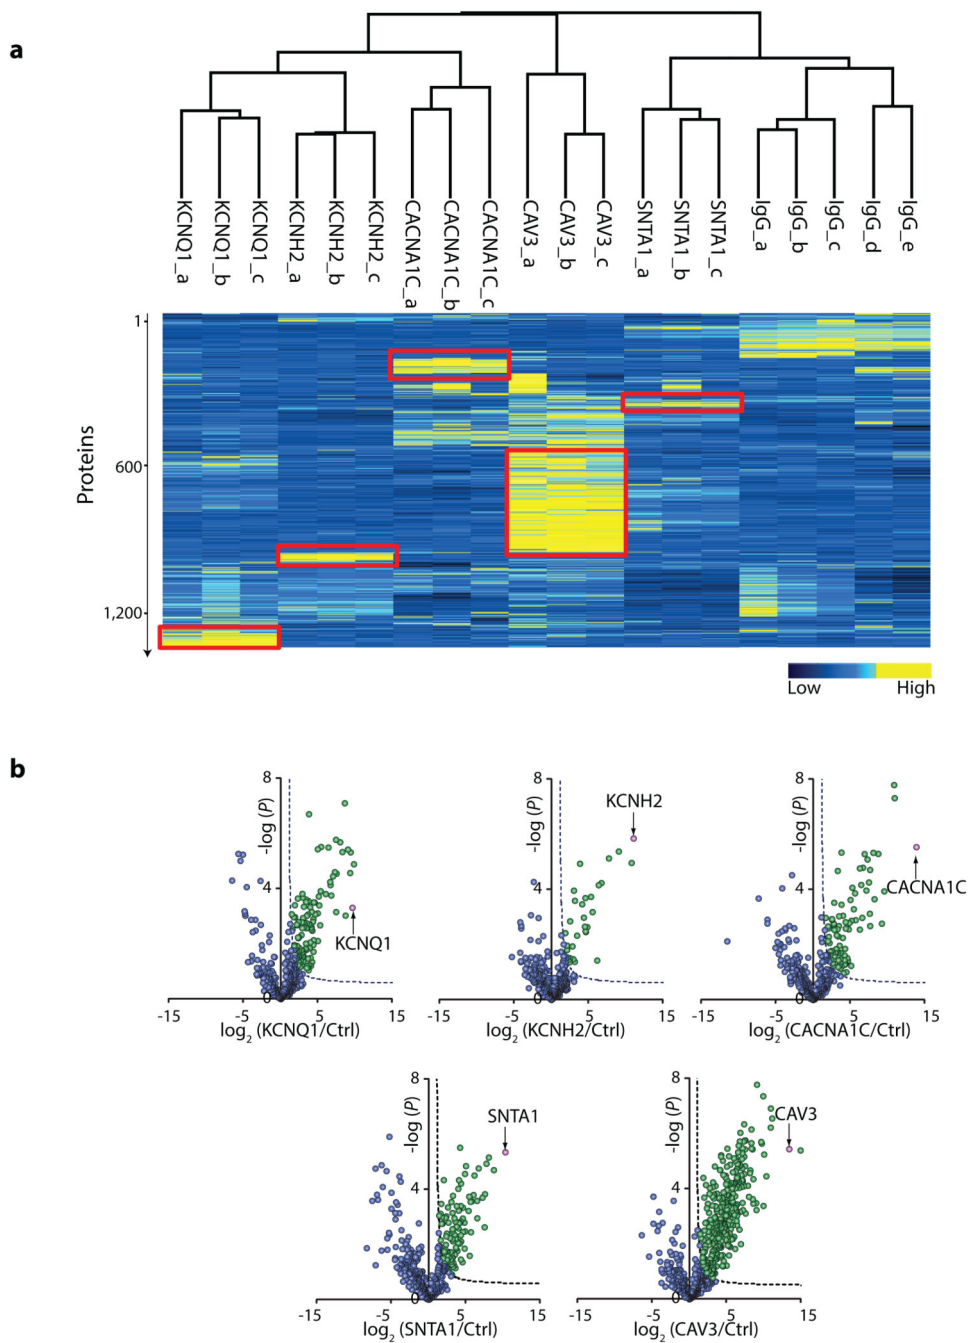 a
KCNQ1_a
KCNQ1_b
KCNQ1_c
KCNH2_a
KCNH2_b
KCNH2_c
CACNA1C_a
CACNA1C_b
CACNA1C_c
CAV3_a
CAV3_b
CAV3_c
SNTA1_a
SNTA1_b
SNTA1_c
IgG_a
IgG_b
IgG_c
IgG_d
IgG_e
Proteins
1
600
1,200
Low High
b
8
-log (P)
4
0
KCNQ1
-15 -5 5 15
log2 (KCNQ1/Ctrl)
8
-log (P)
4
0
KCNH2
-15 -5 5 15
log2 (KCNH2/Ctrl)
8
-log (P)
4
0
CACNA1C
-15 -5 5 15
log2 (CACNA1C/Ctrl)
8
-log (P)
4
0
SNTA1
-15 -5 5 15
log2 (SNTA1/Ctrl)
8
-log (P)
4
0
CAV3
-15 -5 5 15
log2 (CAV3/Ctrl)